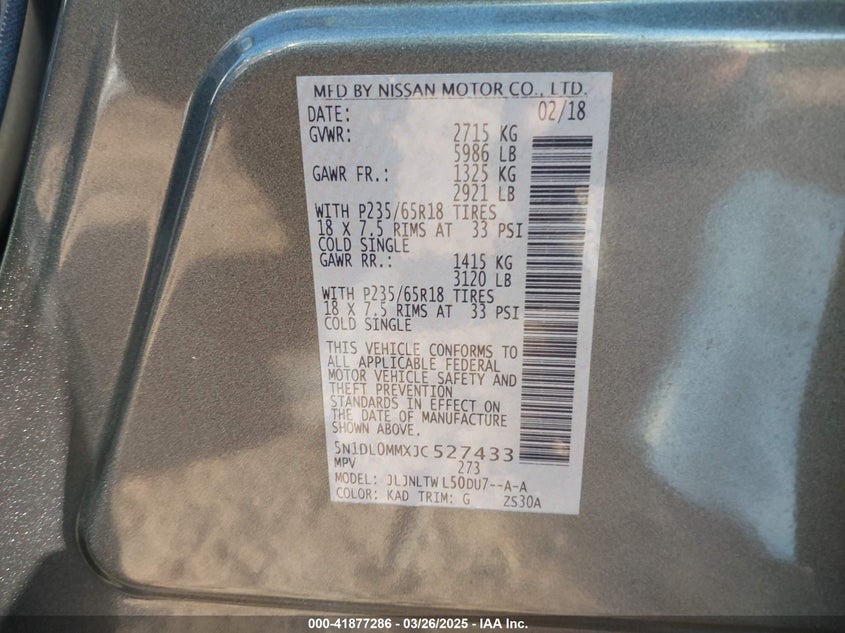 MFD BY NISSAN MOTOR CO., LTD.
DATE: 02/18
GVWR: 2715 KG
5986 LB
GAWR FR.: 1325 KG
2921 LB
WITH P235/65R18 TIRES
18 X 7.5 RIMS AT 33 PSI
COLD SINGLE
GAWR RR.: 1415 KG
3120 LB
WITH P235/65R18 TIRES
18 X 7.5 RIMS AT 33 PSI
COLD SINGLE
THIS VEHICLE CONFORMS TO
ALL APPLICABLE FEDERAL
MOTOR VEHICLE SAFETY AND
THEFT PREVENTION
STANDARDS IN EFFECT ON
THE DATE OF MANUFACTURE
SHOWN ABOVE.
5N1DL0MMXJC527433
MPV 273
MODEL: JLJNLTWL50DU7--A-A
COLOR: KAD TRIM: G ZS30A
000-41877286 — 03/26/2025 — IAA Inc.